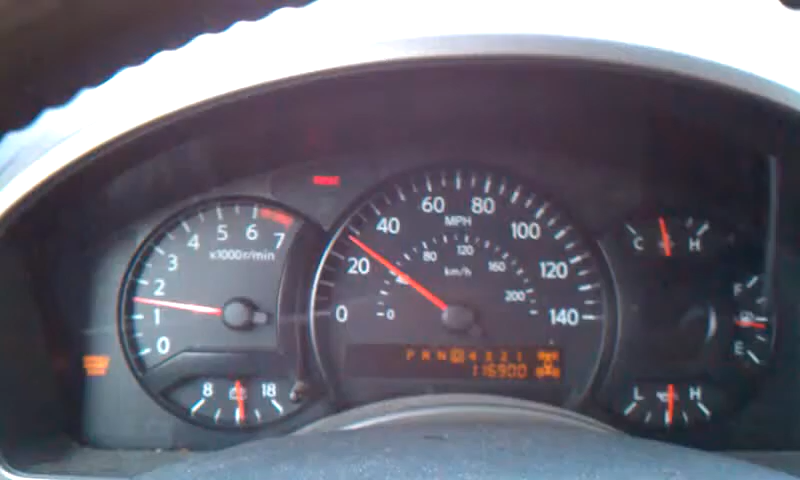 0 1 2 3 4 5 6 7
x1000r/min
8 18
0 20 40 60 80 100 120 140
MPH
0 80 120 160 200
km/h
P R N D 4 3 2 1
116900
C H
F
E
L H